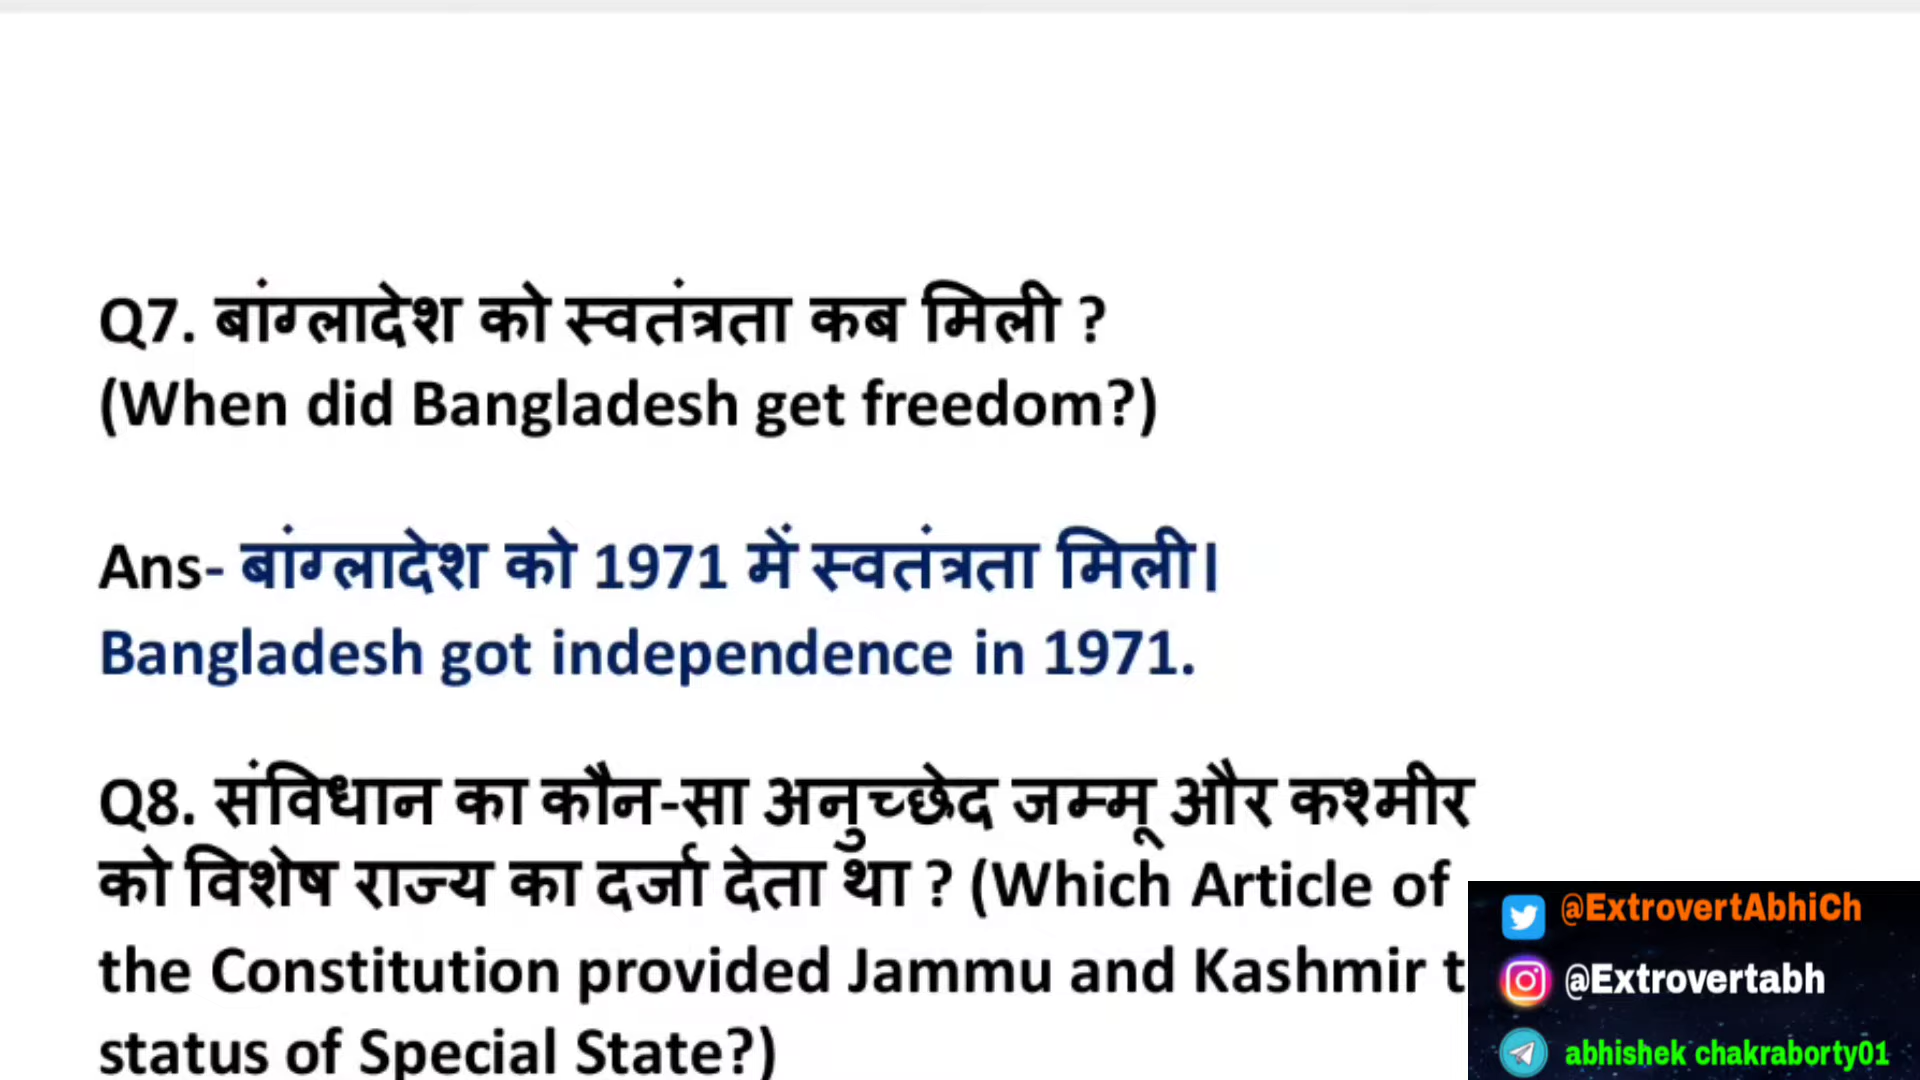 Q7. बांग्लादेश को स्वतंत्रता कब मिली ?
(When did Bangladesh get freedom?)
Ans- बांग्लादेश को 1971 में स्वतंत्रता मिली।
Bangladesh got independence in 1971.
Q8. संविधान का कौन-सा अनुच्छेद जम्मू और कश्मीर
को विशेष राज्य का दर्जा देता था ? (Which Article of
the Constitution provided Jammu and Kashmir t
status of Special State?)
@ExtrovertAbhiCh
@Extrovertabh
abhishek chakraborty01